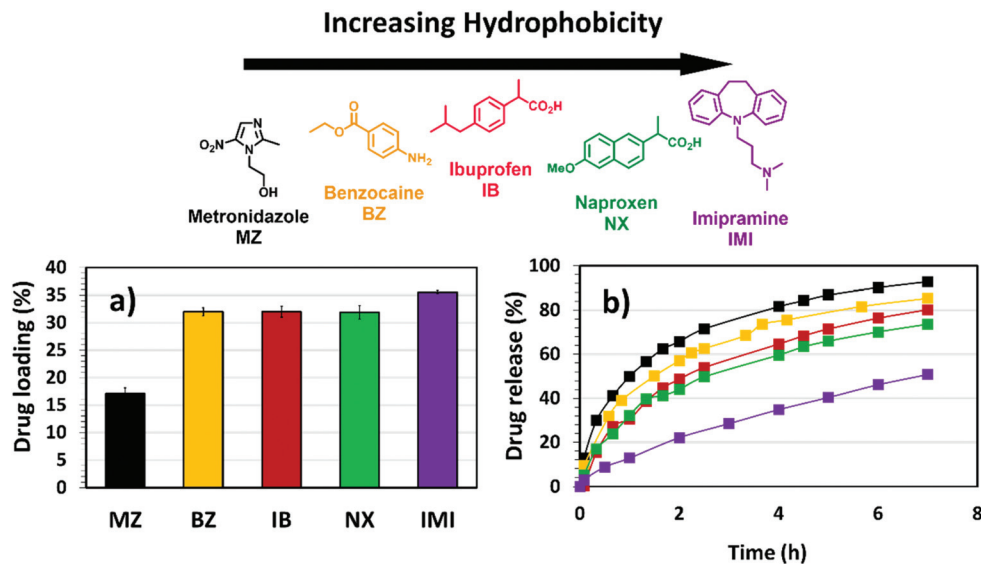 Increasing Hydrophobicity
N
N
O₂N
OH
Metronidazole
MZ
O
O
NH₂
Benzocaine
BZ
CO₂H
Ibuprofen
IB
MeO
CO₂H
Naproxen
NX
N
N
Imipramine
IMI
a)
Drug loading (%)
40
35
30
25
20
15
10
5
0
MZ BZ IB NX IMI
b)
Drug release (%)
100
80
60
40
20
0
0 2 4 6 8
Time (h)